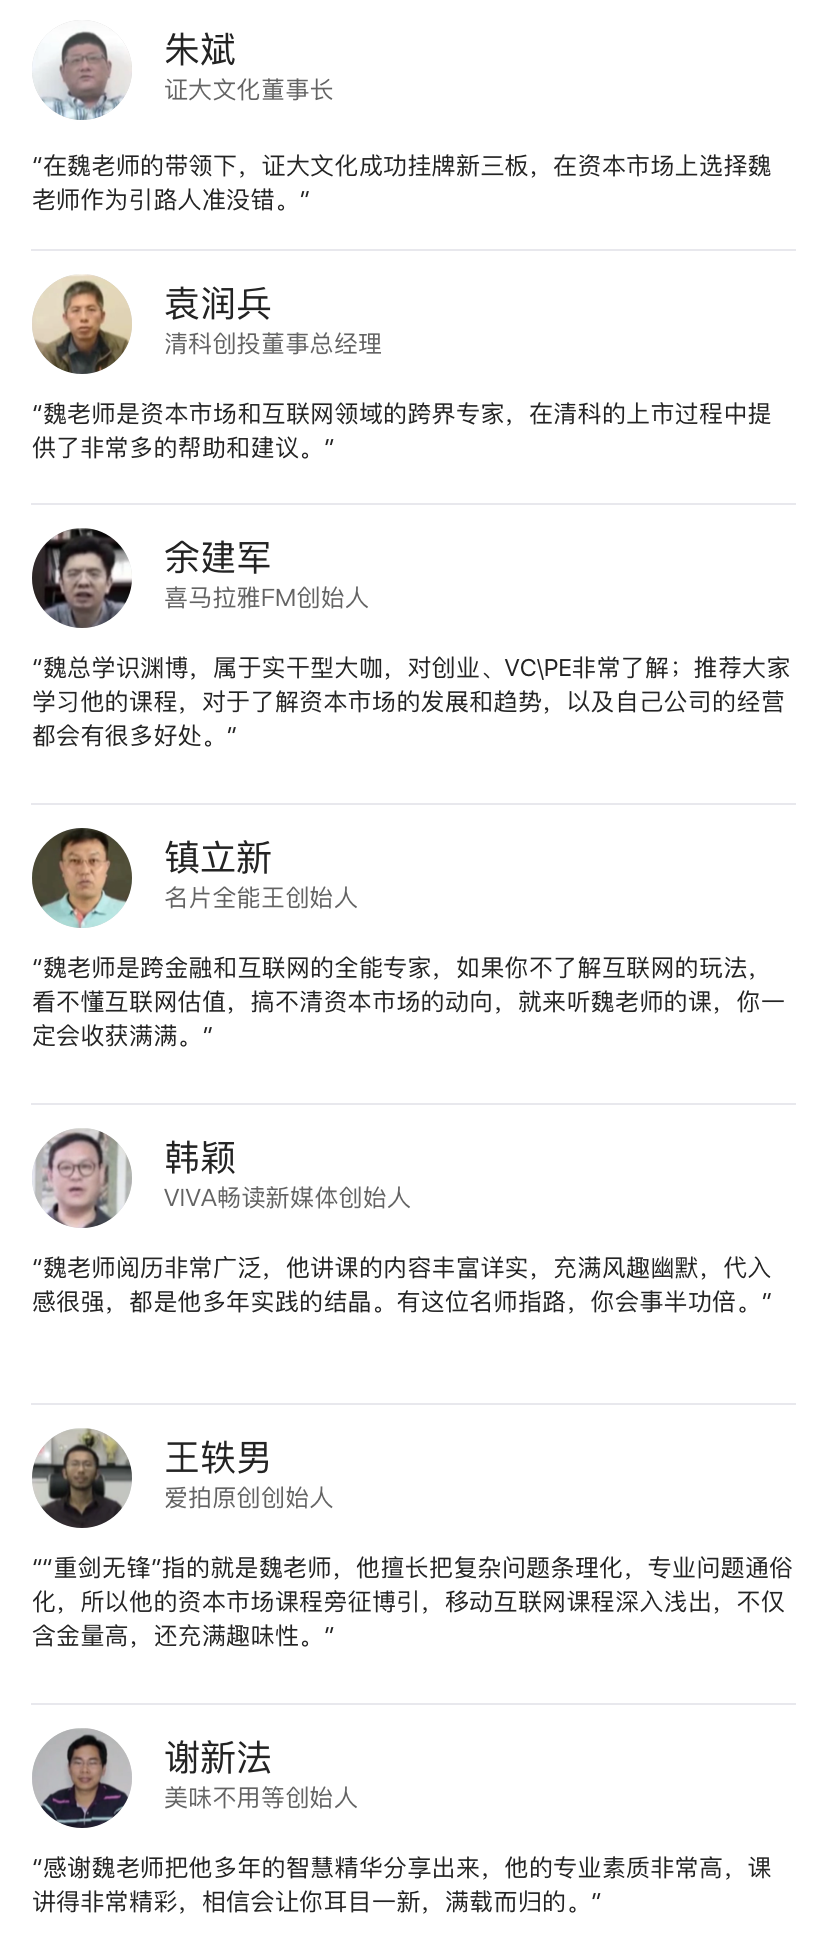 朱斌
证大文化董事长
“在魏老师的带领下，证大文化成功挂牌新三板，在资本市场上选择魏
老师作为引路人准没错。”
袁润兵
清科创投董事总经理
“魏老师是资本市场和互联网领域的跨界专家，在清科的上市过程中提
供了非常多的帮助和建议。”
余建军
喜马拉雅FM创始人
“魏总学识渊博，属于实干型大咖，对创业、VC\PE非常了解；推荐大家
学习他的课程，对于了解资本市场的发展和趋势，以及自己公司的经营
都会有很多好处。”
镇立新
名片全能王创始人
“魏老师是跨金融和互联网的全能专家，如果你不了解互联网的玩法，
看不懂互联网估值，搞不清资本市场的动向，就来听魏老师的课，你一
定会收获满满。”
韩颖
VIVA畅读新媒体创始人
“魏老师阅历非常广泛，他讲课的内容丰富详实，充满风趣幽默，代入
感很强，都是他多年实践的结晶。有这位名师指路，你会事半功倍。”
王轶男
爱拍原创创始人
““重剑无锋”指的就是魏老师，他擅长把复杂问题条理化，专业问题通俗
化，所以他的资本市场课程旁征博引，移动互联网课程深入浅出，不仅
含金量高，还充满趣味性。”
谢新法
美味不用等创始人
“感谢魏老师把他多年的智慧精华分享出来，他的专业素质非常高，课
讲得非常精彩，相信会让你耳目一新，满载而归的。”